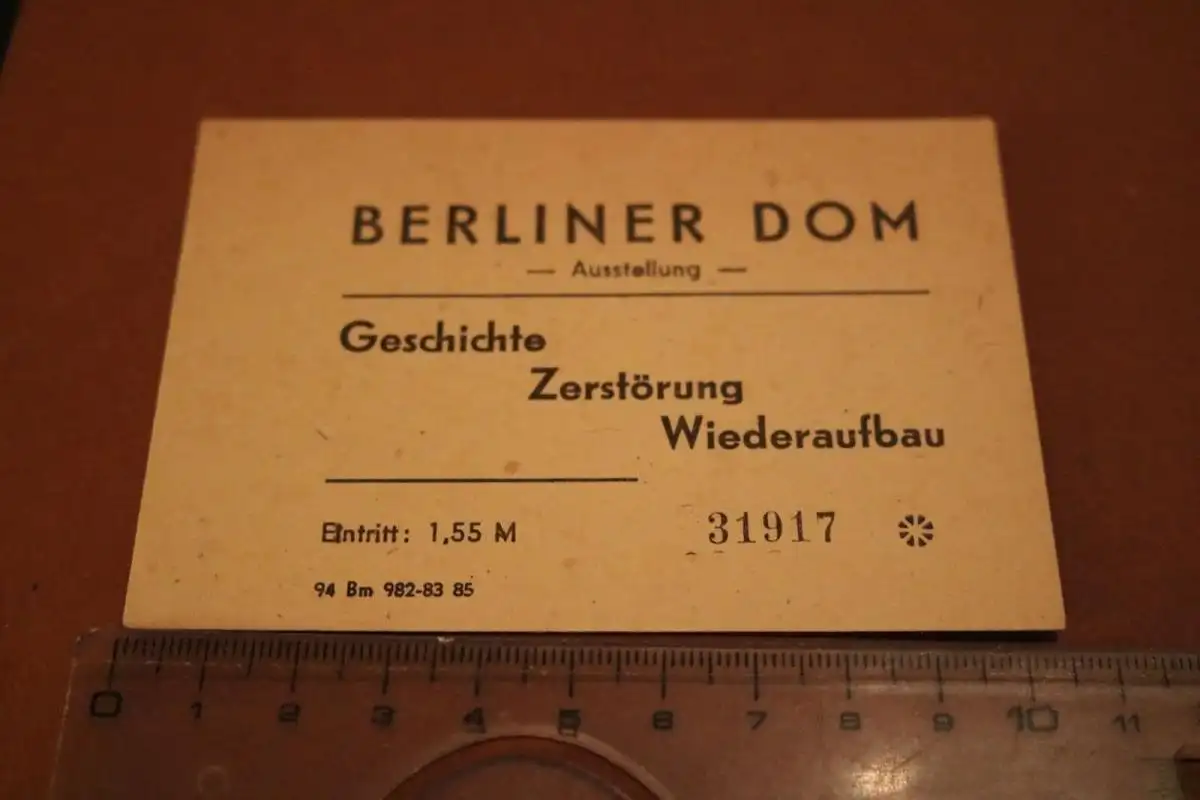 BERLINER DOM
— Ausstellung —
Geschichte
Zerstörung
Wiederaufbau
Eintritt: 1,55 M
31917
94 Bm 982-83 85
0 1 2 3 4 5 6 7 8 9 10 11